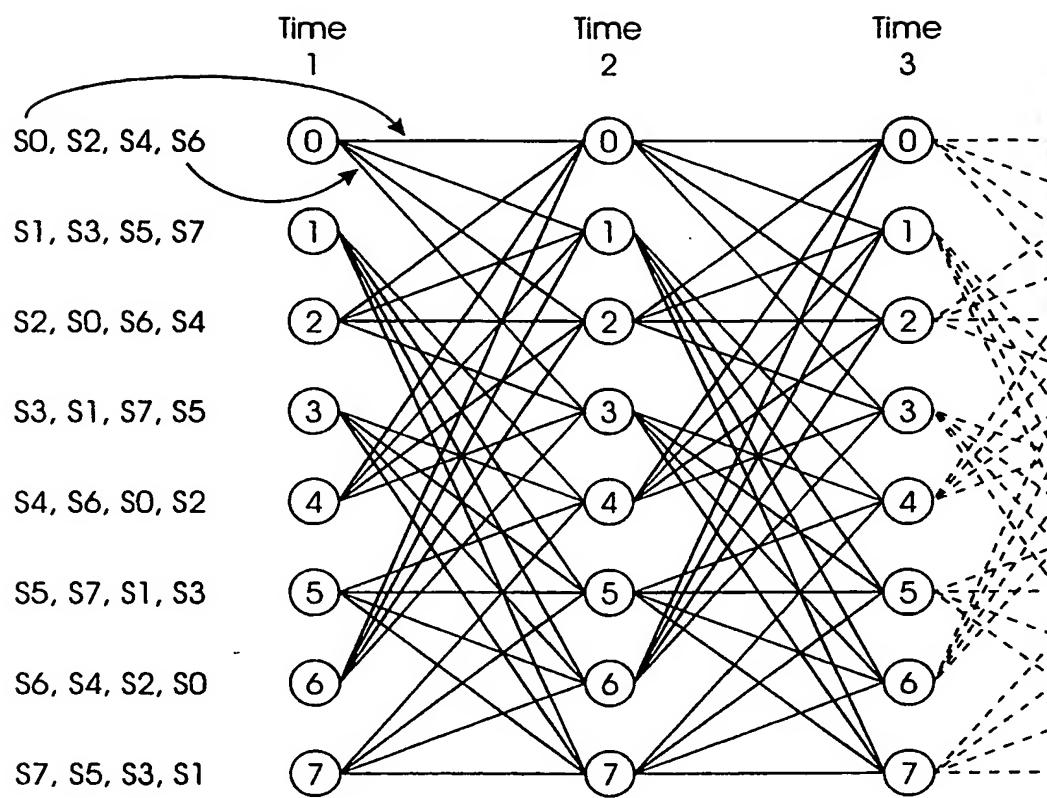 Time Time Time
1 2 3
S0, S2, S4, S6 0 0 0
S1, S3, S5, S7 1 1 1
S2, S0, S6, S4 2 2 2
S3, S1, S7, S5 3 3 3
S4, S6, S0, S2 4 4 4
S5, S7, S1, S3 5 5 5
S6, S4, S2, S0 6 6 6
S7, S5, S3, S1 7 7 7